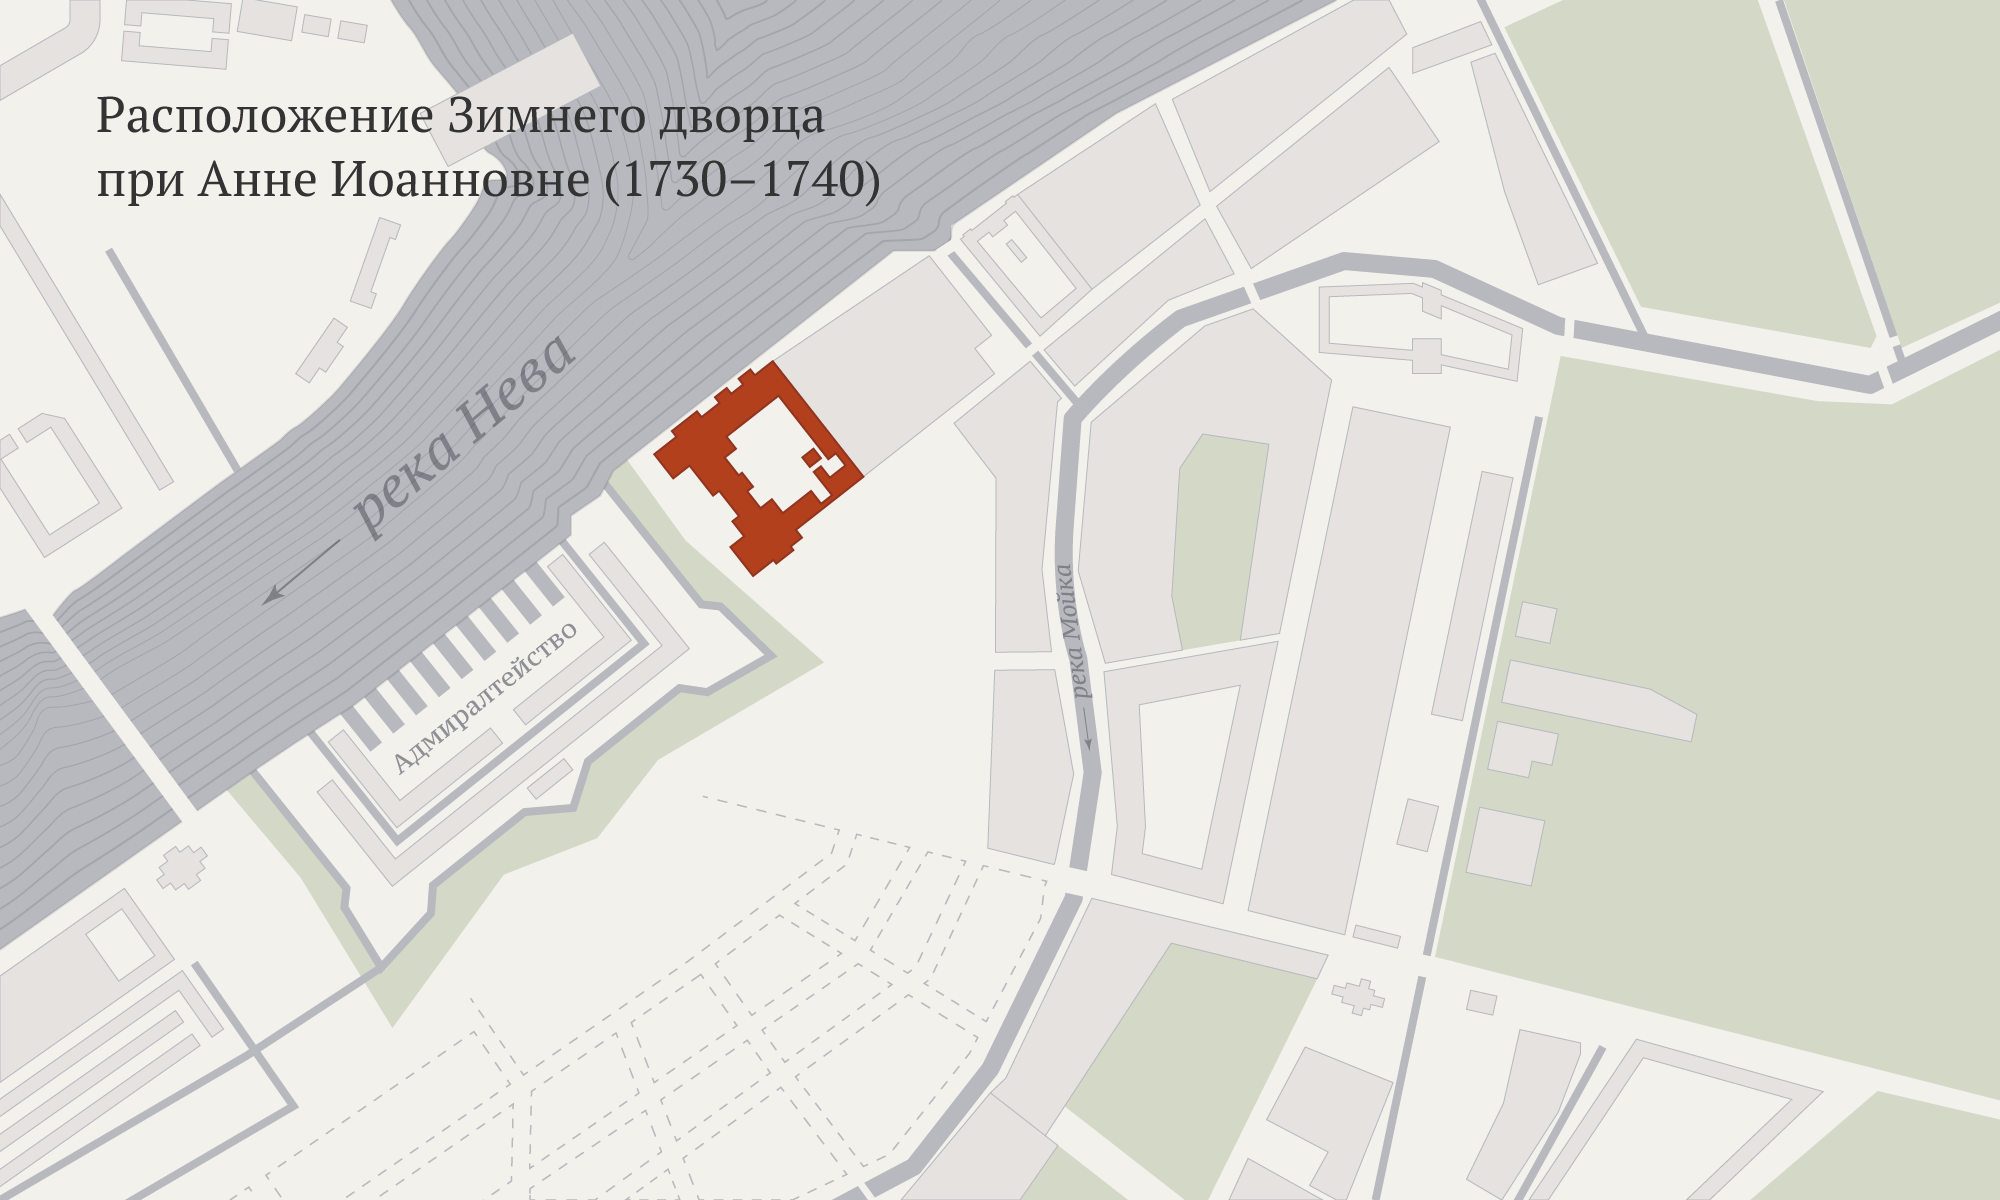 Расположение Зимнего дворца
при Анне Иоанновне (1730–1740)
река Нева
Адмиралтейство
река Мойка